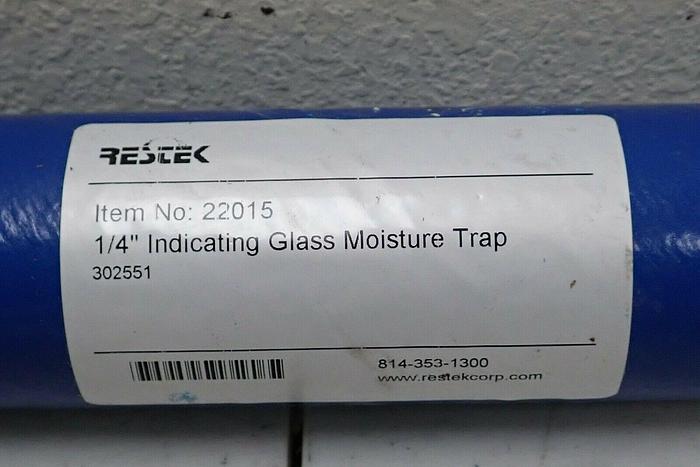 RESTEK
Item No: 22015
1/4" Indicating Glass Moisture Trap
302551
814-353-1300
www.restekcorp.com